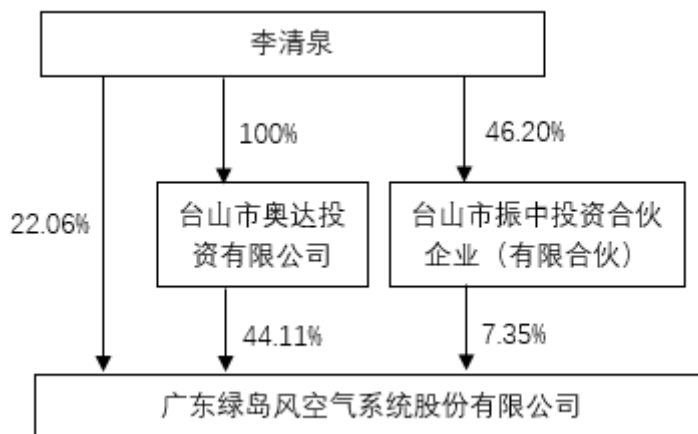 李清泉
100%
46.20%
22.06%
台山市奥达投
资有限公司
台山市振中投资合伙
企业（有限合伙）
44.11%
7.35%
广东绿岛风空气系统股份有限公司